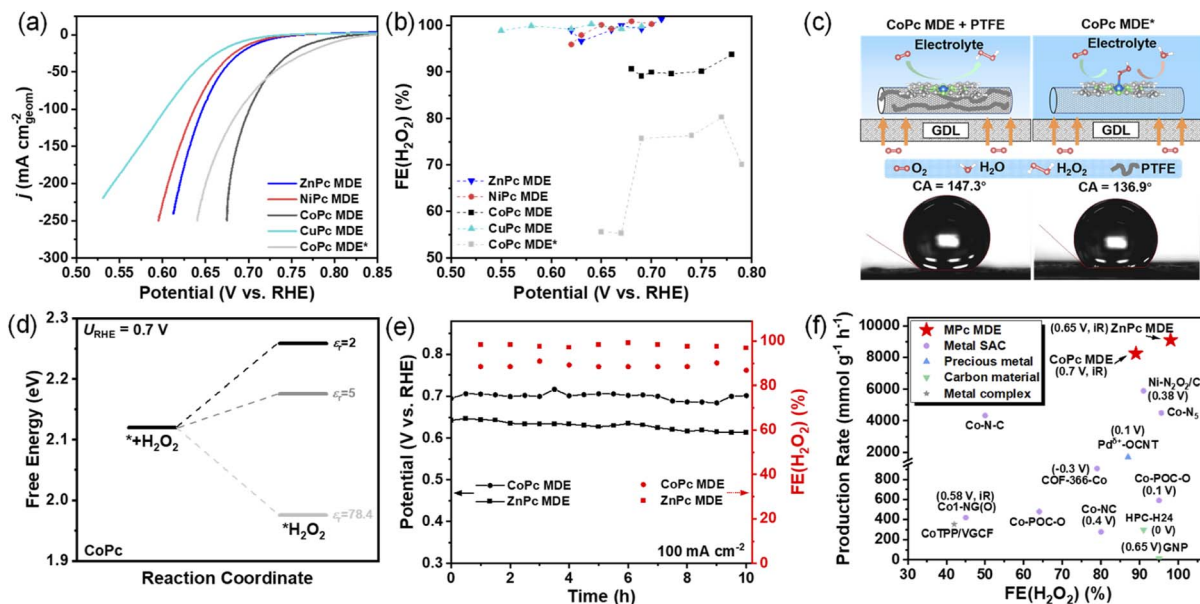 (a)
0
-50
-100
-150
-200
-250
-300
j (mA cm⁻²geom)
ZnPc MDE
NiPc MDE
CoPc MDE
CuPc MDE
CoPc MDE*
0.50 0.55 0.60 0.65 0.70 0.75 0.80 0.85
Potential (V vs. RHE)
(b)
100
90
80
70
60
50
FE(H₂O₂) (%)
ZnPc MDE
NiPc MDE
CoPc MDE
CuPc MDE
CoPc MDE*
0.50 0.55 0.60 0.65 0.70 0.75 0.80
Potential (V vs. RHE)
(c)
CoPc MDE + PTFE CoPc MDE*
Electrolyte Electrolyte
GDL GDL
O₂ H₂O H₂O₂ PTFE
CA = 147.3° CA = 136.9°
(d)
2.3
2.2
2.1
2.0
1.9
Free Energy (eV)
U_RHE = 0.7 V
εᵣ=2
εᵣ=5
*+H₂O₂
εᵣ=78.4
*H₂O₂
CoPc
Reaction Coordinate
(e)
0.8
0.7
0.6
0.5
0.4
0.3
Potential (V vs. RHE)
100
80
60
40
20
0
FE(H₂O₂) (%)
CoPc MDE CoPc MDE
ZnPc MDE ZnPc MDE
100 mA cm⁻²
0 2 4 6 8 10
Time (h)
(f)
10000
8000
6000
4000
2000
800
600
400
200
0
Production Rate (mmol g⁻¹ h⁻¹)
MPc MDE
Metal SAC
Precious metal
Carbon material
Metal complex
(0.65 V, iR) ZnPc MDE
CoPc MDE
(0.7 V, iR)
Ni-N₂O₂/C
(0.38 V)
Co-N₅
Co-N-C
(0.1 V)
Pd^δ+-OCNT
(-0.3 V)
COF-366-Co
Co-POC-O
(0.1 V)
(0.58 V, iR)
Co1-NG(O)
Co-POC-O
Co-NC
(0.4 V)
HPC-H24
(0 V)
CoTPP/VGCF
(0.65 V) GNP
30 40 50 60 70 80 90 100
FE(H₂O₂) (%)